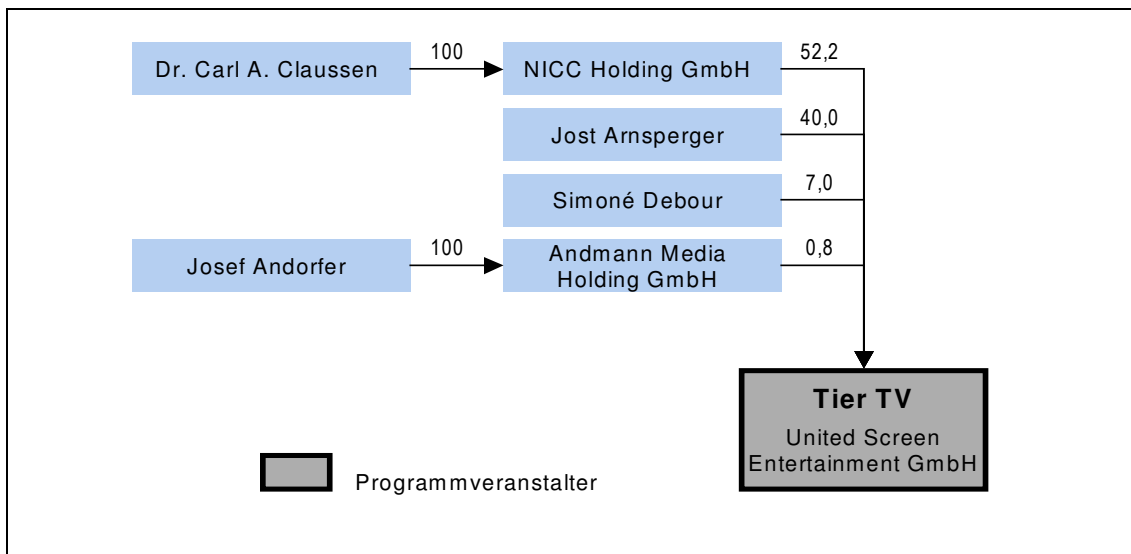 Dr. Carl A. Claussen
100
NICC Holding GmbH
52,2
Jost Arnsperger
40,0
Simoné Debour
7,0
Josef Andorfer
100
Andmann Media
Holding GmbH
0,8
Tier TV
United Screen
Entertainment GmbH
Programmveranstalter